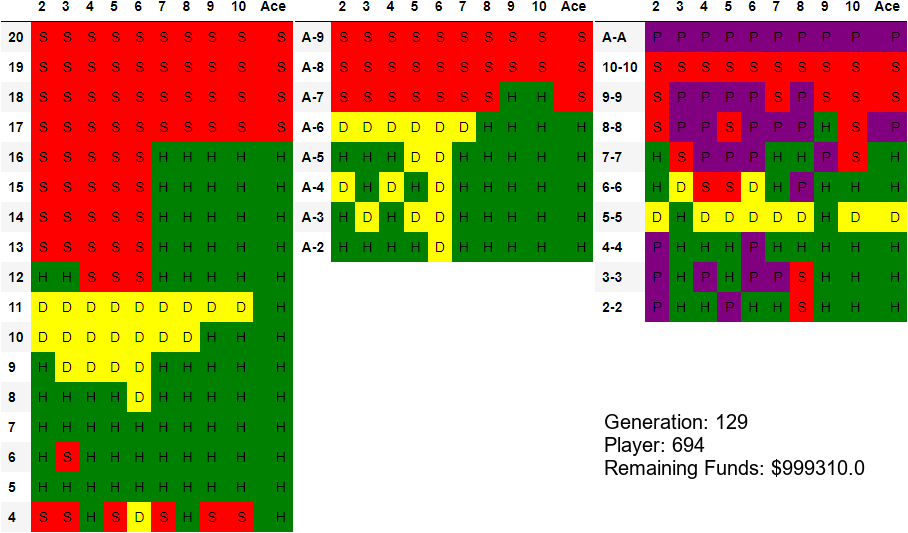 2 3 4 5 6 7 8 9 10 Ace
20 S S S S S S S S S S
19 S S S S S S S S S S
18 S S S S S S S S S S
17 S S S S S S S S S S
16 S S S S S H H H H H
15 S S S S S H H H H H
14 S S S S S H H H H H
13 S S S S S H H H H H
12 H H S S S H H H H H
11 D D D D D D D D D H
10 D D D D D D D H H H
9 H D D D D H H H H H
8 H H H H D H H H H H
7 H H H H H H H H H H
6 H S H H H H H H H H
5 H H H H H H H H H H
4 S S H S D S H S S H
2 3 4 5 6 7 8 9 10 Ace
A-9 S S S S S S S S S S
A-8 S S S S S S S S S S
A-7 S S S S S S S H H S
A-6 D D D D D D H H H H
A-5 H H H D D H H H H H
A-4 D H D H D H H H H H
A-3 H D H D D H H H H H
A-2 H H H H D H H H H H
2 3 4 5 6 7 8 9 10 Ace
A-A P P P P P P P P P P
10-10 S S S S S S S S S S
9-9 S P P P P S P S S S
8-8 S P P S P P P H S P
7-7 H S P P P H H P S H
6-6 H D S S D H P H H H
5-5 D H D D D D D H D D
4-4 P H H H P H H H H H
3-3 P H P H P P S H H H
2-2 P H H P H H S H H H
Generation: 129
Player: 694
Remaining Funds: $999310.0